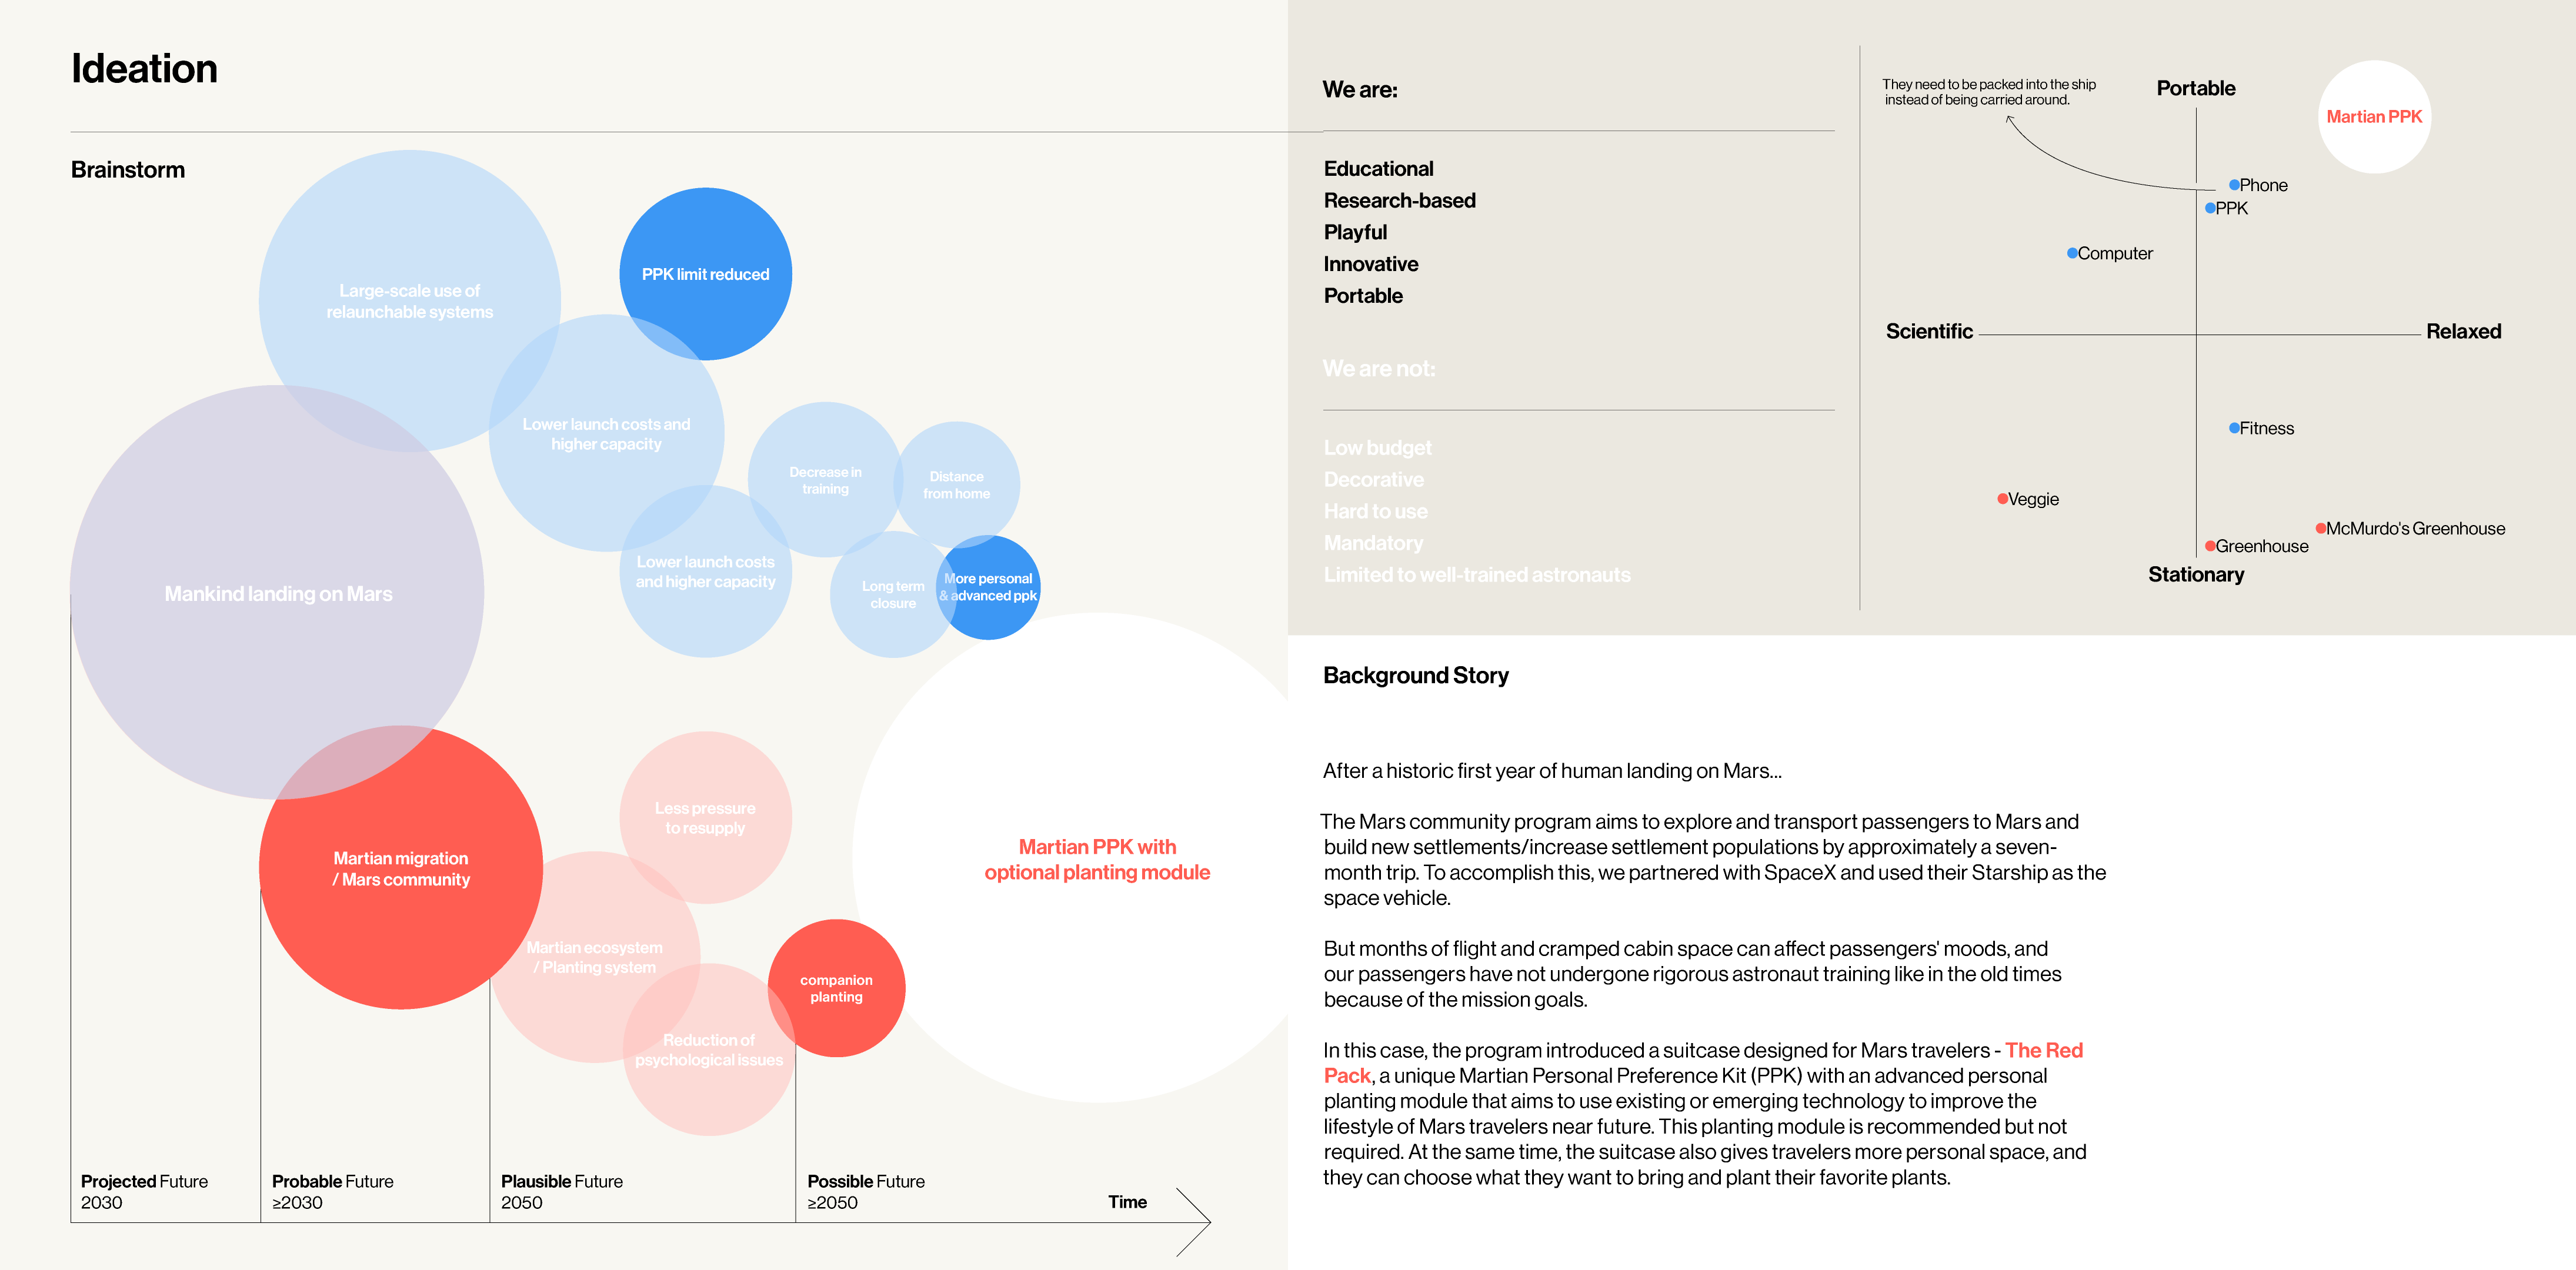 Ideation
Brainstorm
Large-scale use of
relaunchable systems
PPK limit reduced
Lower launch costs and
higher capacity
Decrease in
training
Distance
from home
Lower launch costs
and higher capacity
Long term
closure
More personal
& advanced ppk
Mankind landing on Mars
Martian migration
/ Mars community
Less pressure
to resupply
Martian ecosystem
/ Planting system
Reduction of
psychological issues
companion
planting
Martian PPK with
optional planting module
Projected Future
2030
Probable Future
≥2030
Plausible Future
2050
Possible Future
≥2050
Time
We are:
Educational
Research-based
Playful
Innovative
Portable
We are not:
Low budget
Decorative
Hard to use
Mandatory
Limited to well-trained astronauts
They need to be packed into the ship
instead of being carried around.
Portable
Martian PPK
Phone
PPK
Computer
Scientific
Relaxed
Fitness
Veggie
McMurdo's Greenhouse
Greenhouse
Stationary
Background Story
After a historic first year of human landing on Mars...
The Mars community program aims to explore and transport passengers to Mars and
build new settlements/increase settlement populations by approximately a seven-
month trip. To accomplish this, we partnered with SpaceX and used their Starship as the
space vehicle.
But months of flight and cramped cabin space can affect passengers' moods, and
our passengers have not undergone rigorous astronaut training like in the old times
because of the mission goals.
In this case, the program introduced a suitcase designed for Mars travelers - The Red
Pack, a unique Martian Personal Preference Kit (PPK) with an advanced personal
planting module that aims to use existing or emerging technology to improve the
lifestyle of Mars travelers near future. This planting module is recommended but not
required. At the same time, the suitcase also gives travelers more personal space, and
they can choose what they want to bring and plant their favorite plants.